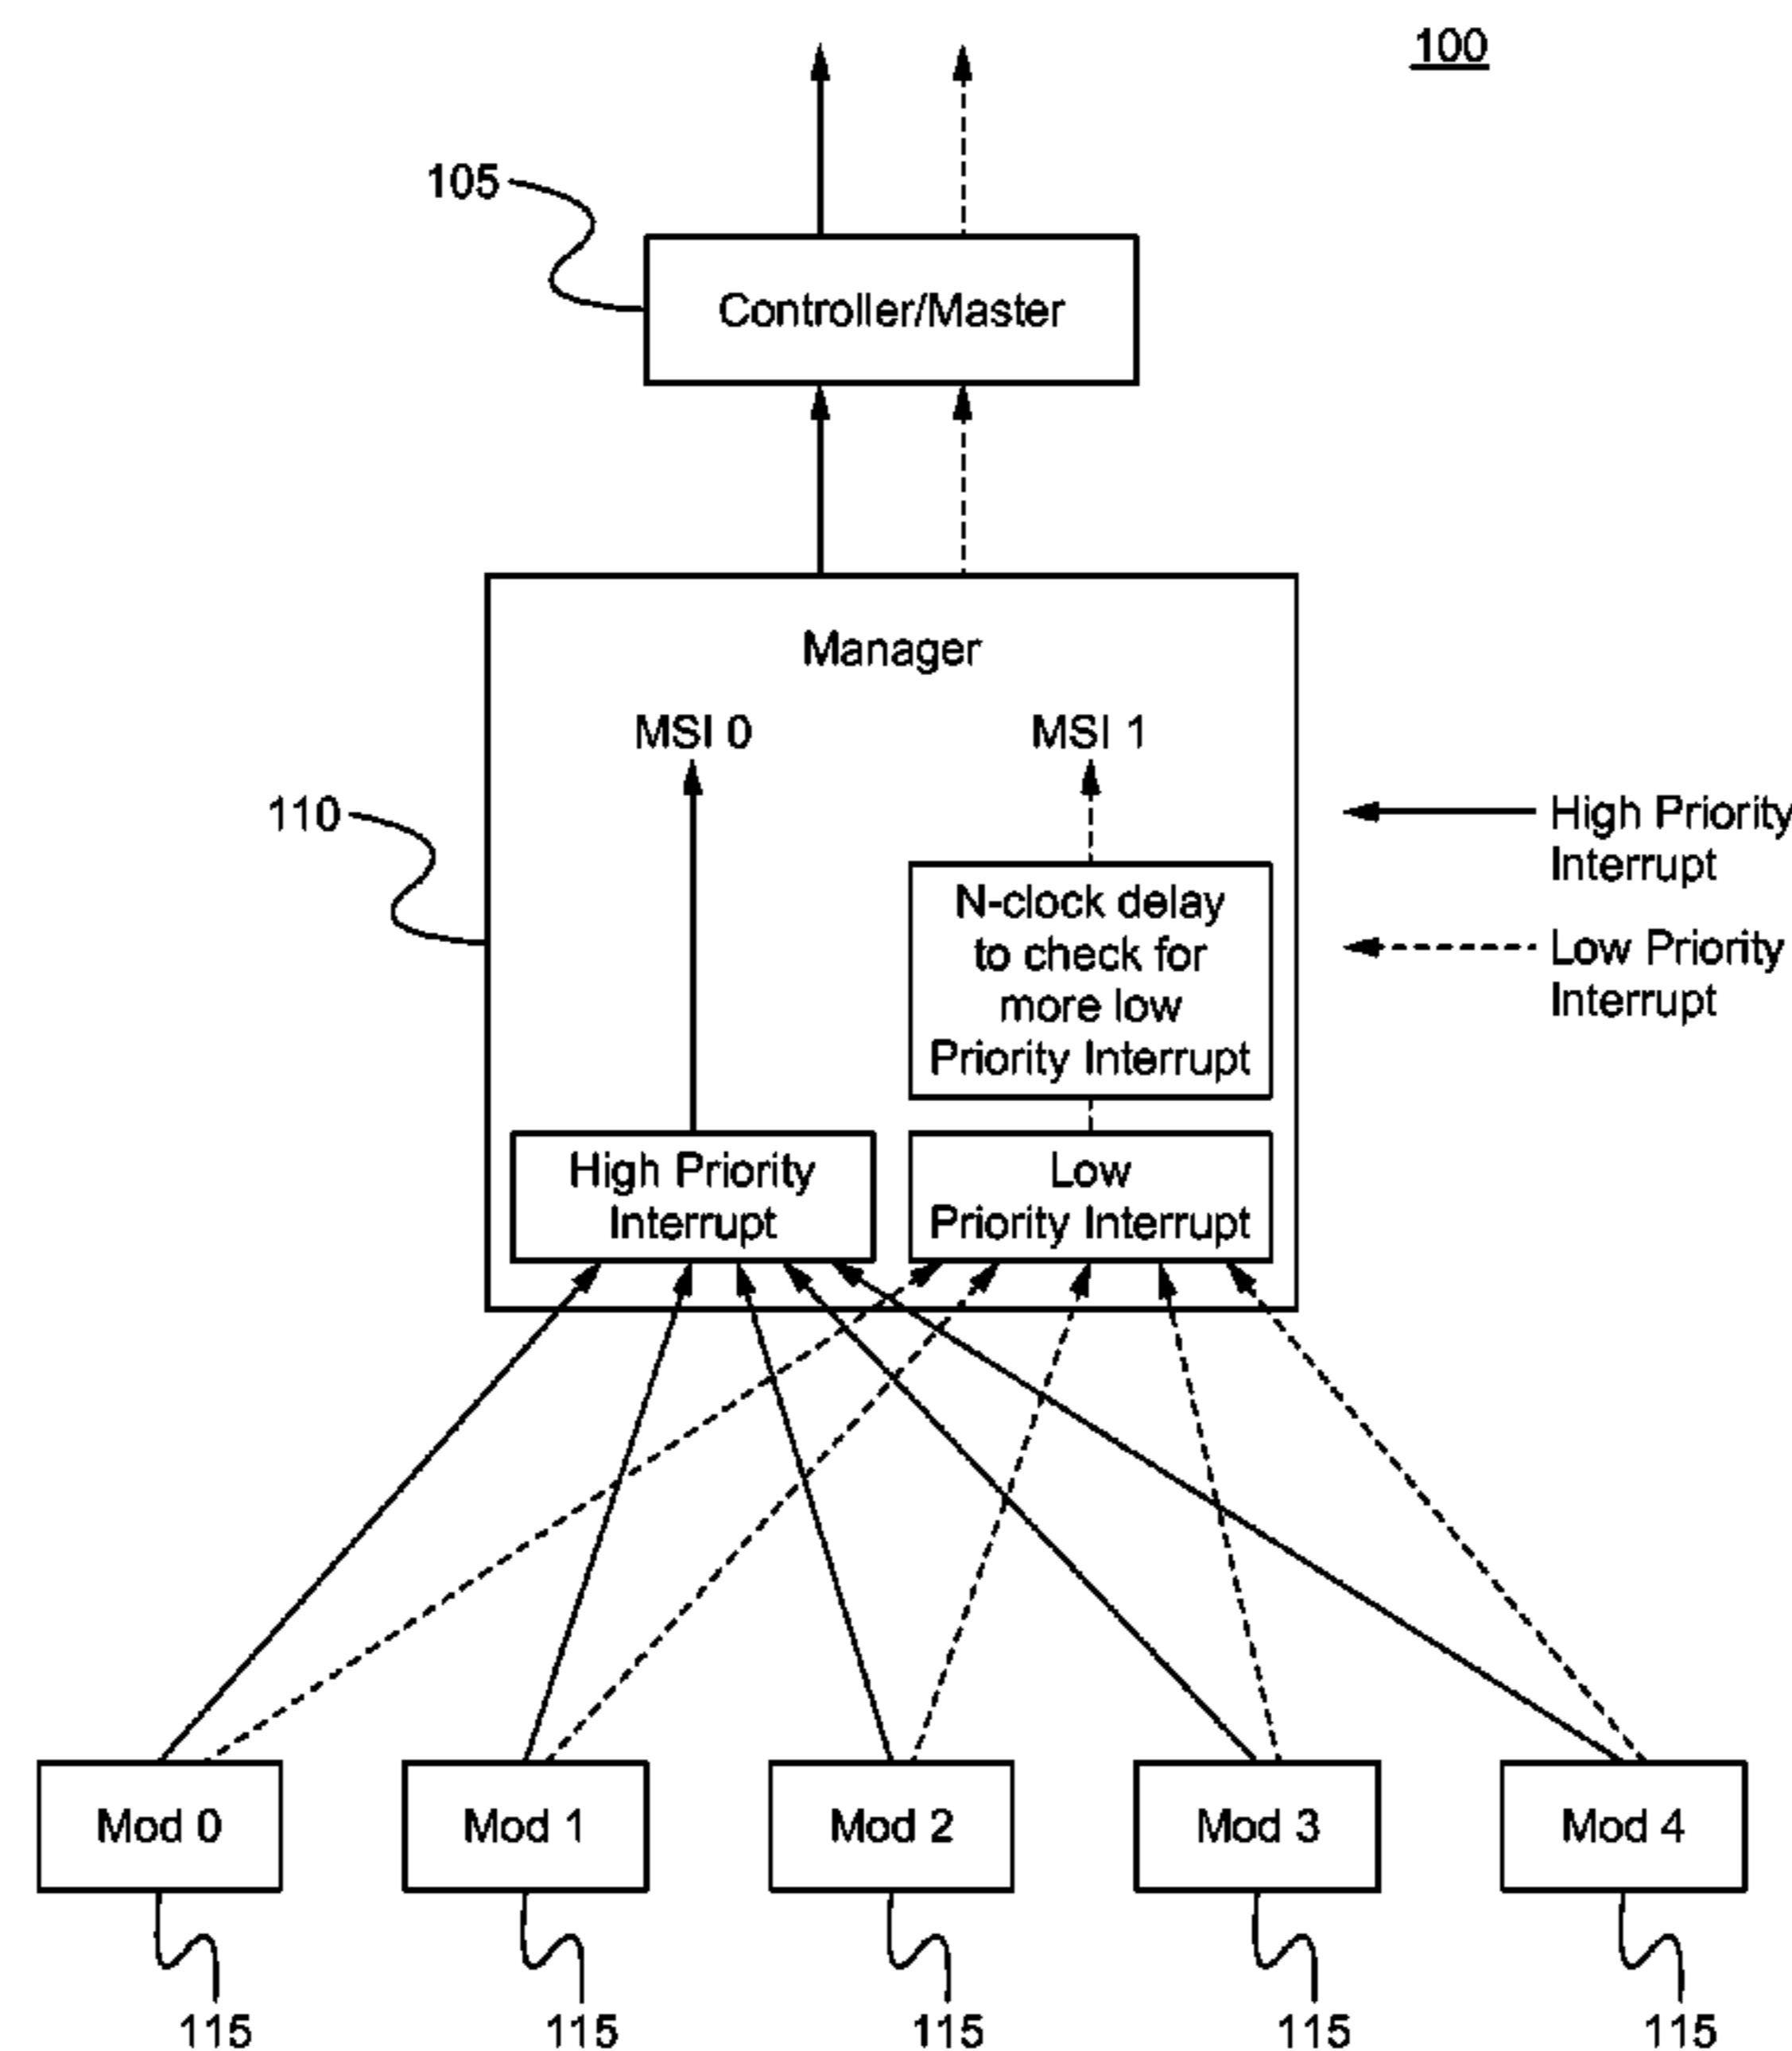 100
105
Controller/Master
Manager
MSI 0
MSI 1
110
High Priority
Interrupt
N-clock delay
to check for
more low
Priority Interrupt
Low Priority
Interrupt
High Priority
Interrupt
Low
Priority Interrupt
Mod 0
Mod 1
Mod 2
Mod 3
Mod 4
115
115
115
115
115